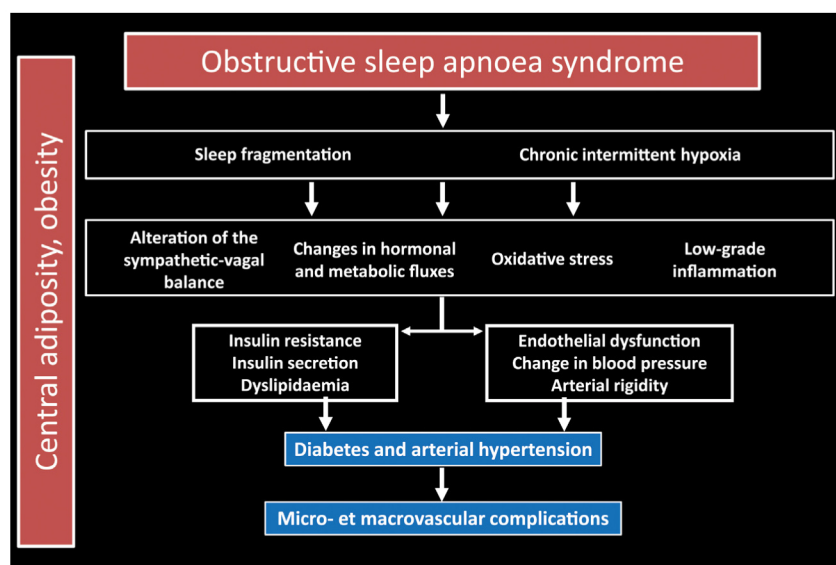 Obstructive sleep apnoea syndrome
Central adiposity, obesity
Sleep fragmentation
Chronic intermittent hypoxia
Alteration of the
sympathetic-vagal
balance
Changes in hormonal
and metabolic fluxes
Oxidative stress
Low-grade
inflammation
Insulin resistance
Insulin secretion
Dyslipidaemia
Endothelial dysfunction
Change in blood pressure
Arterial rigidity
Diabetes and arterial hypertension
Micro- et macrovascular complications